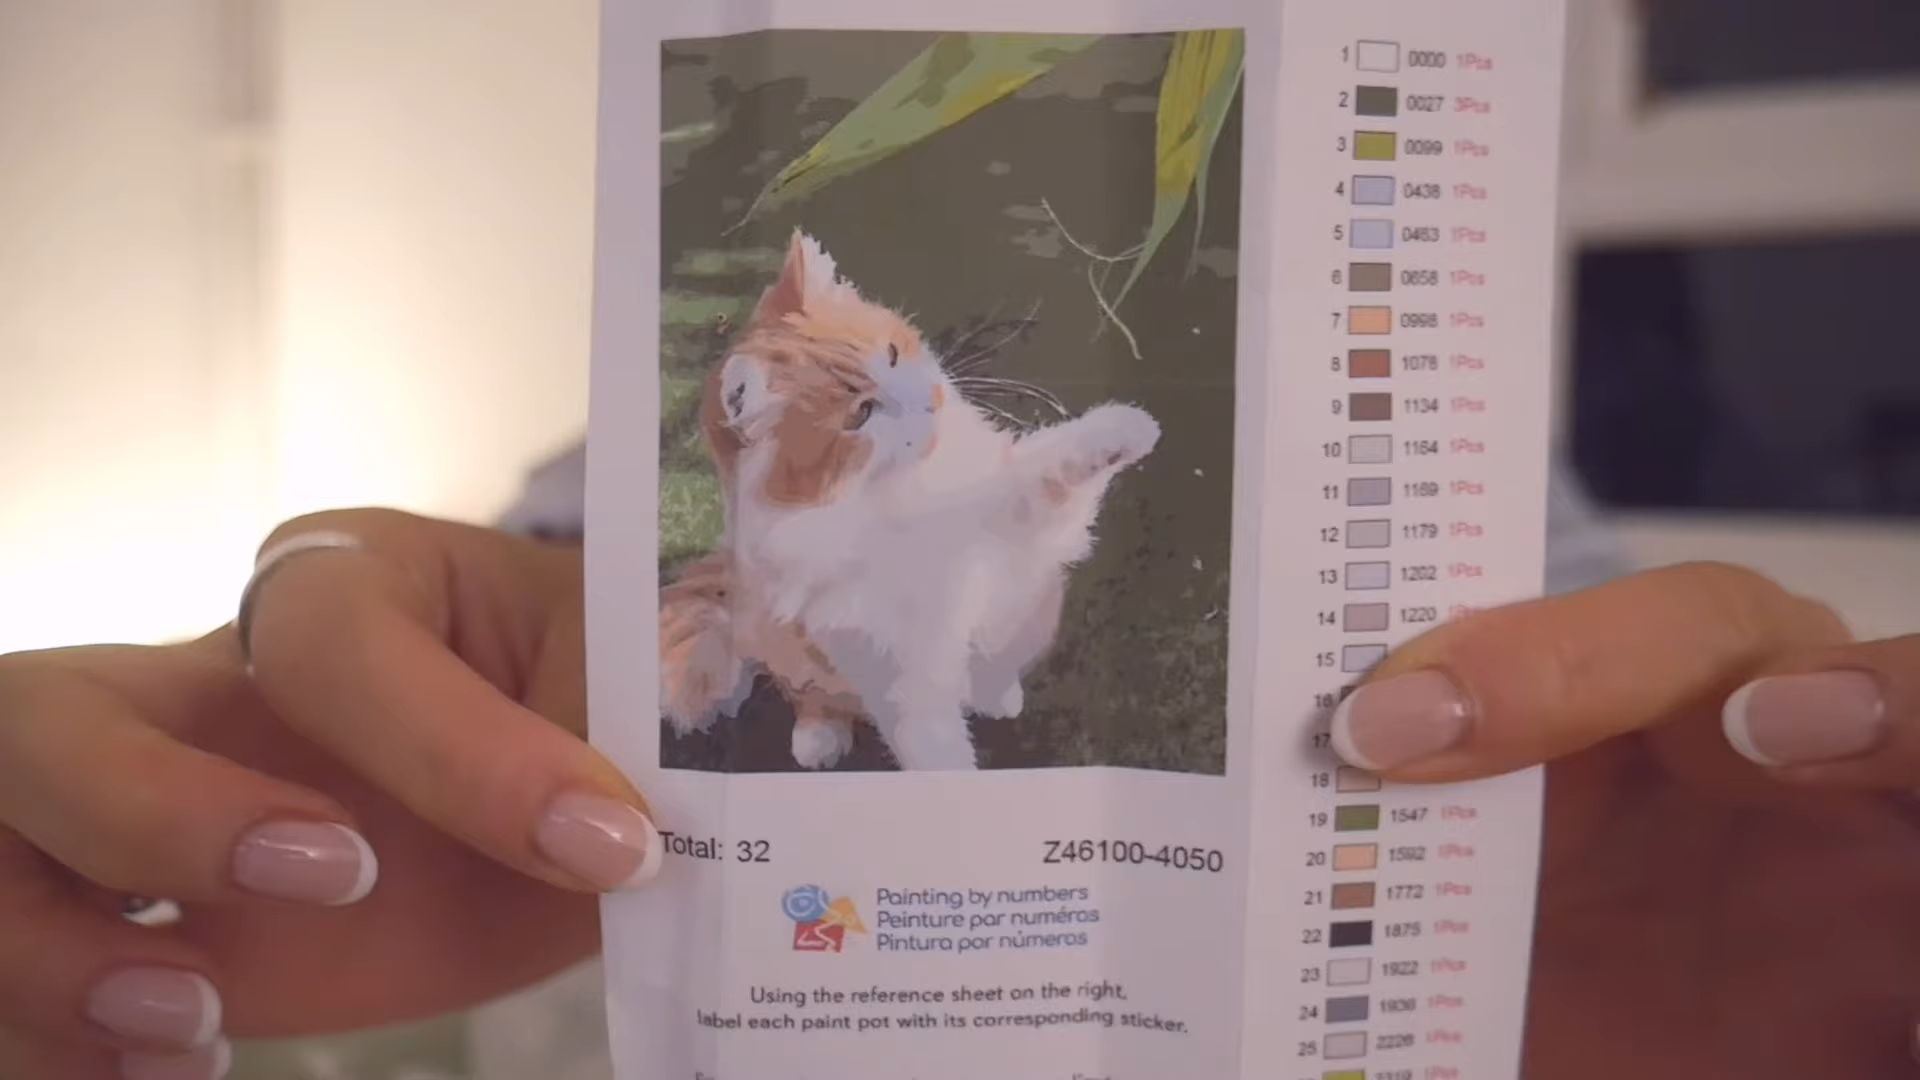 1 0000 1Pcs
2 0027 3Pcs
3 0099 1Pcs
4 0438 1Pcs
5 0463 1Pcs
6 0658 1Pcs
7 0998 1Pcs
8 1078 1Pcs
9 1134 1Pcs
10 1164 1Pcs
11 1169 1Pcs
12 1179 1Pcs
13 1202 1Pcs
14 1220
15
16
17
18
19 1547 1Pcs
20 1592 1Pcs
21 1772 1Pcs
22 1875 1Pcs
23 1922 1Pcs
24 1936 1Pcs
25 2226 1Pcs
Total: 32
Z46100-4050
Painting by numbers
Peinture par numéros
Pintura por números
Using the reference sheet on the right,
label each paint pot with its corresponding sticker.